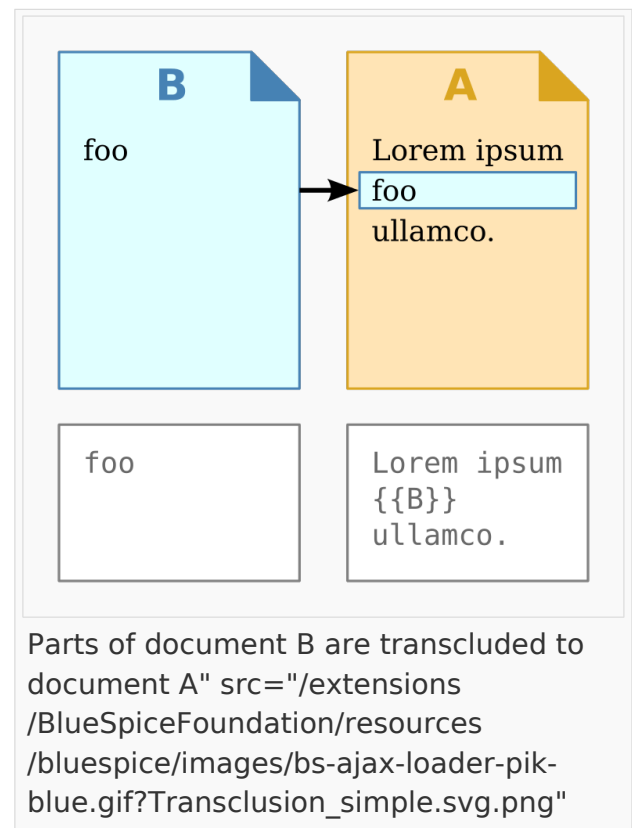 B
foo
A
Lorem ipsum
foo
ullamco.
foo
Lorem ipsum
{{B}}
ullamco.
Parts of document B are transcluded to
document A" src="/extensions
/BlueSpiceFoundation/resources
/bluespice/images/bs-ajax-loader-pik-
blue.gif?Transclusion_simple.svg.png"